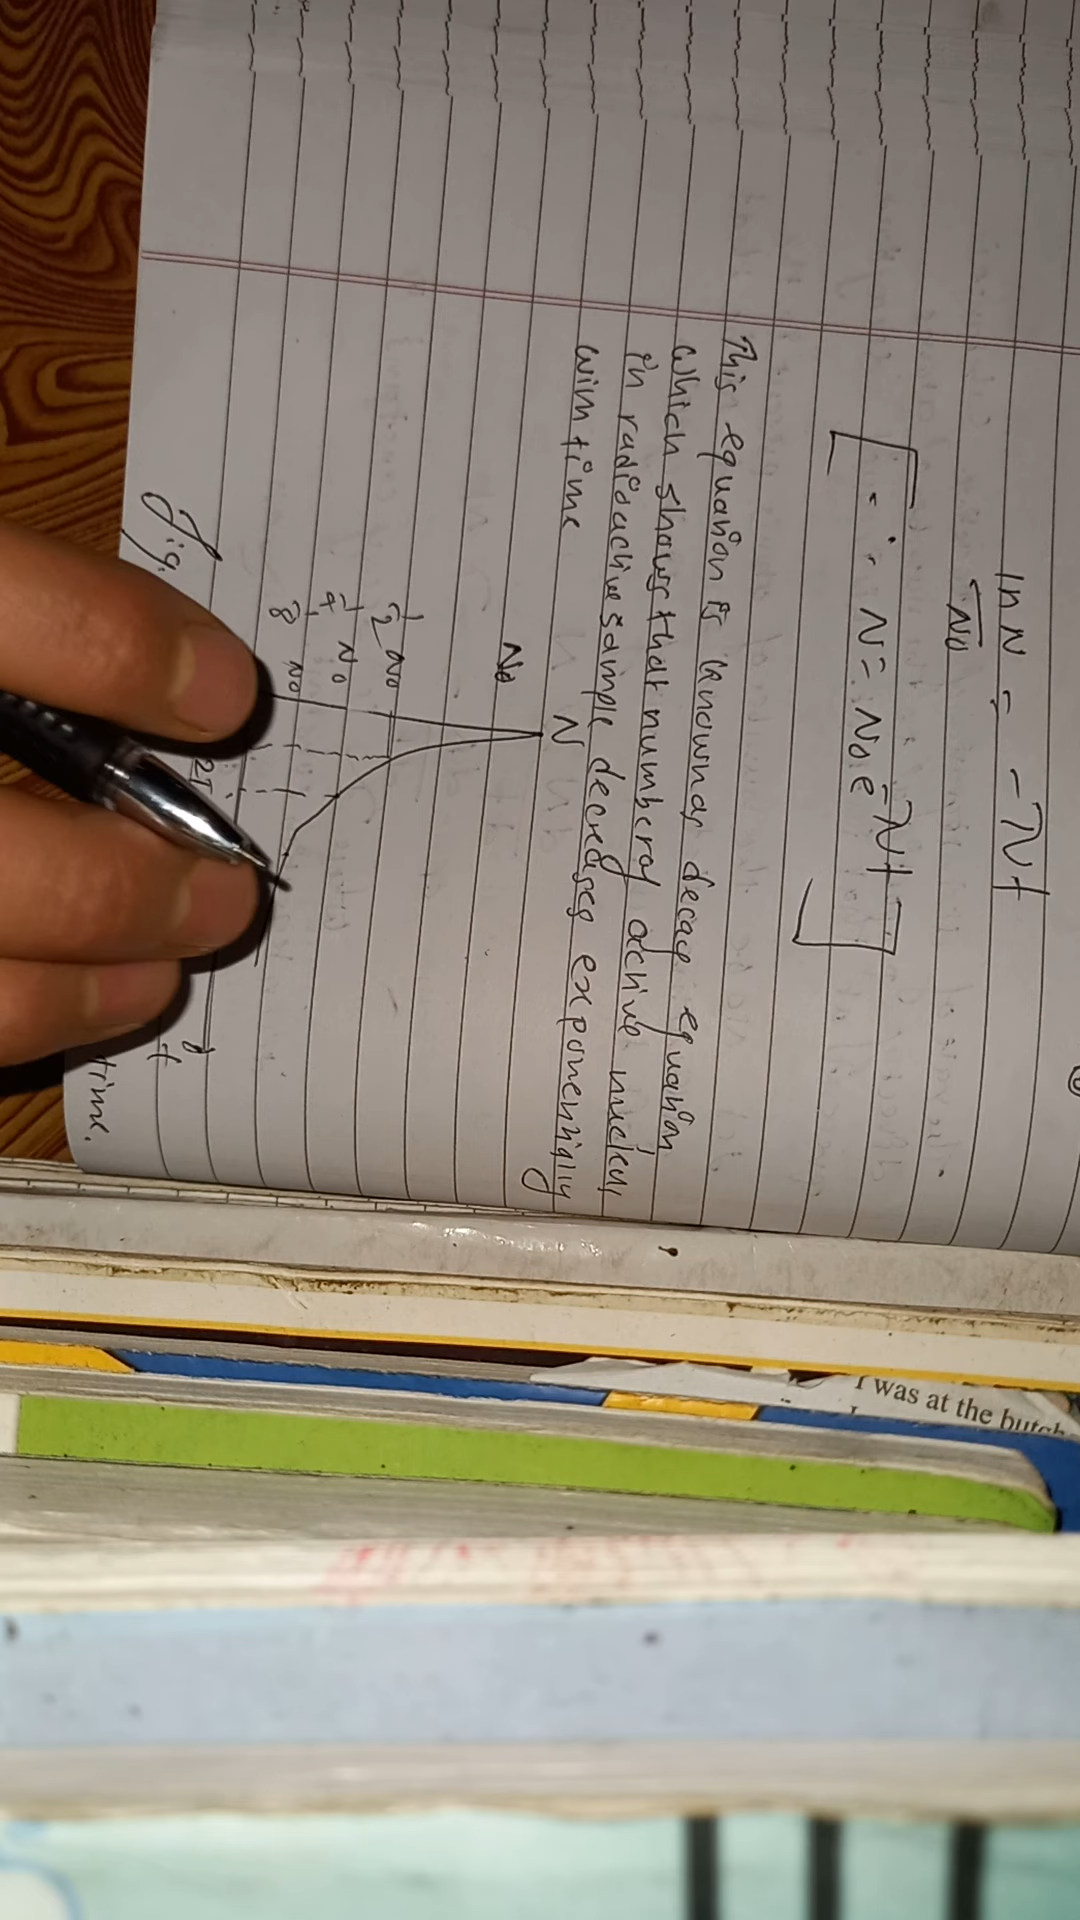 ln N = - λt
N0
∴ N = N0 e^-λt
This equation is known as decay equation
which shows that number of active nucleus
in radioactive sample decreases exponentially
with time
N
N0
1/2 N0
1/4 N0
1/8 N0
2T
t
fig.
time.
I was at the butch